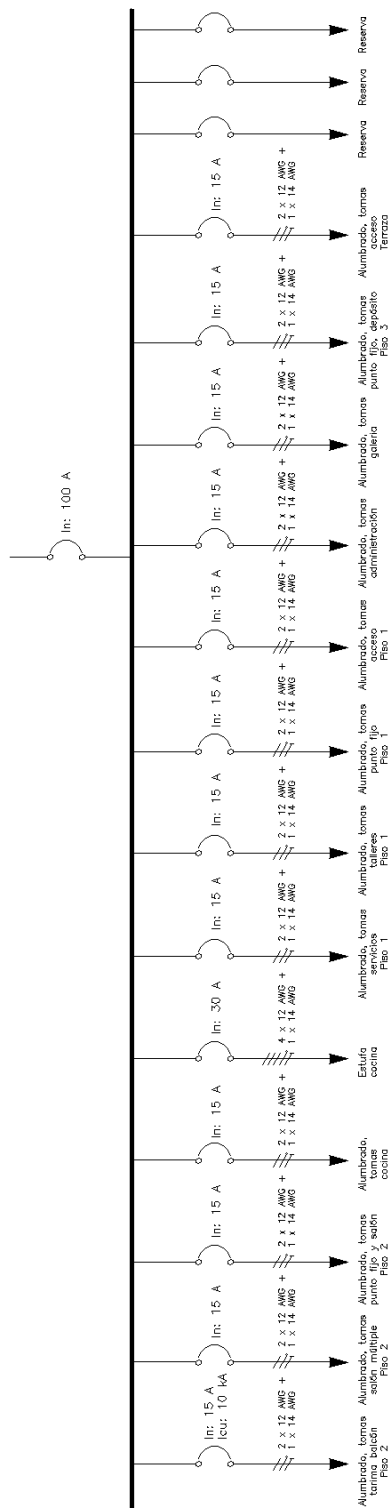 In: 100 A
In: 15 A
Icu: 10 kA
2 x 12 AWG +
1 x 14 AWG
Alumbrado, tomas
tarima balcón
Piso 2
In: 15 A
2 x 12 AWG +
1 x 14 AWG
Alumbrado, tomas
salón múltiple
Piso 2
In: 15 A
2 x 12 AWG +
1 x 14 AWG
Alumbrado, tomas
punto fijo y salón
Piso 2
In: 15 A
2 x 12 AWG +
1 x 14 AWG
Alumbrado,
tomas
cocina
In: 30 A
4 x 12 AWG +
1 x 14 AWG
Estufa
cocina
In: 15 A
2 x 12 AWG +
1 x 14 AWG
Alumbrado, tomas
servicios
Piso 1
In: 15 A
2 x 12 AWG +
1 x 14 AWG
Alumbrado, tomas
talleres
Piso 1
In: 15 A
2 x 12 AWG +
1 x 14 AWG
Alumbrado, tomas
punto fijo
Piso 1
In: 15 A
2 x 12 AWG +
1 x 14 AWG
Alumbrado, tomas
acceso
Piso 1
In: 15 A
2 x 12 AWG +
1 x 14 AWG
Alumbrado, tomas
administración
In: 15 A
2 x 12 AWG +
1 x 14 AWG
Alumbrado, tomas
galería
In: 15 A
2 x 12 AWG +
1 x 14 AWG
Alumbrado, tomas
punto fijo, depósito
Piso 3
In: 15 A
2 x 12 AWG +
1 x 14 AWG
Alumbrado, tomas
acceso
Terraza
Reserva
Reserva
Reserva